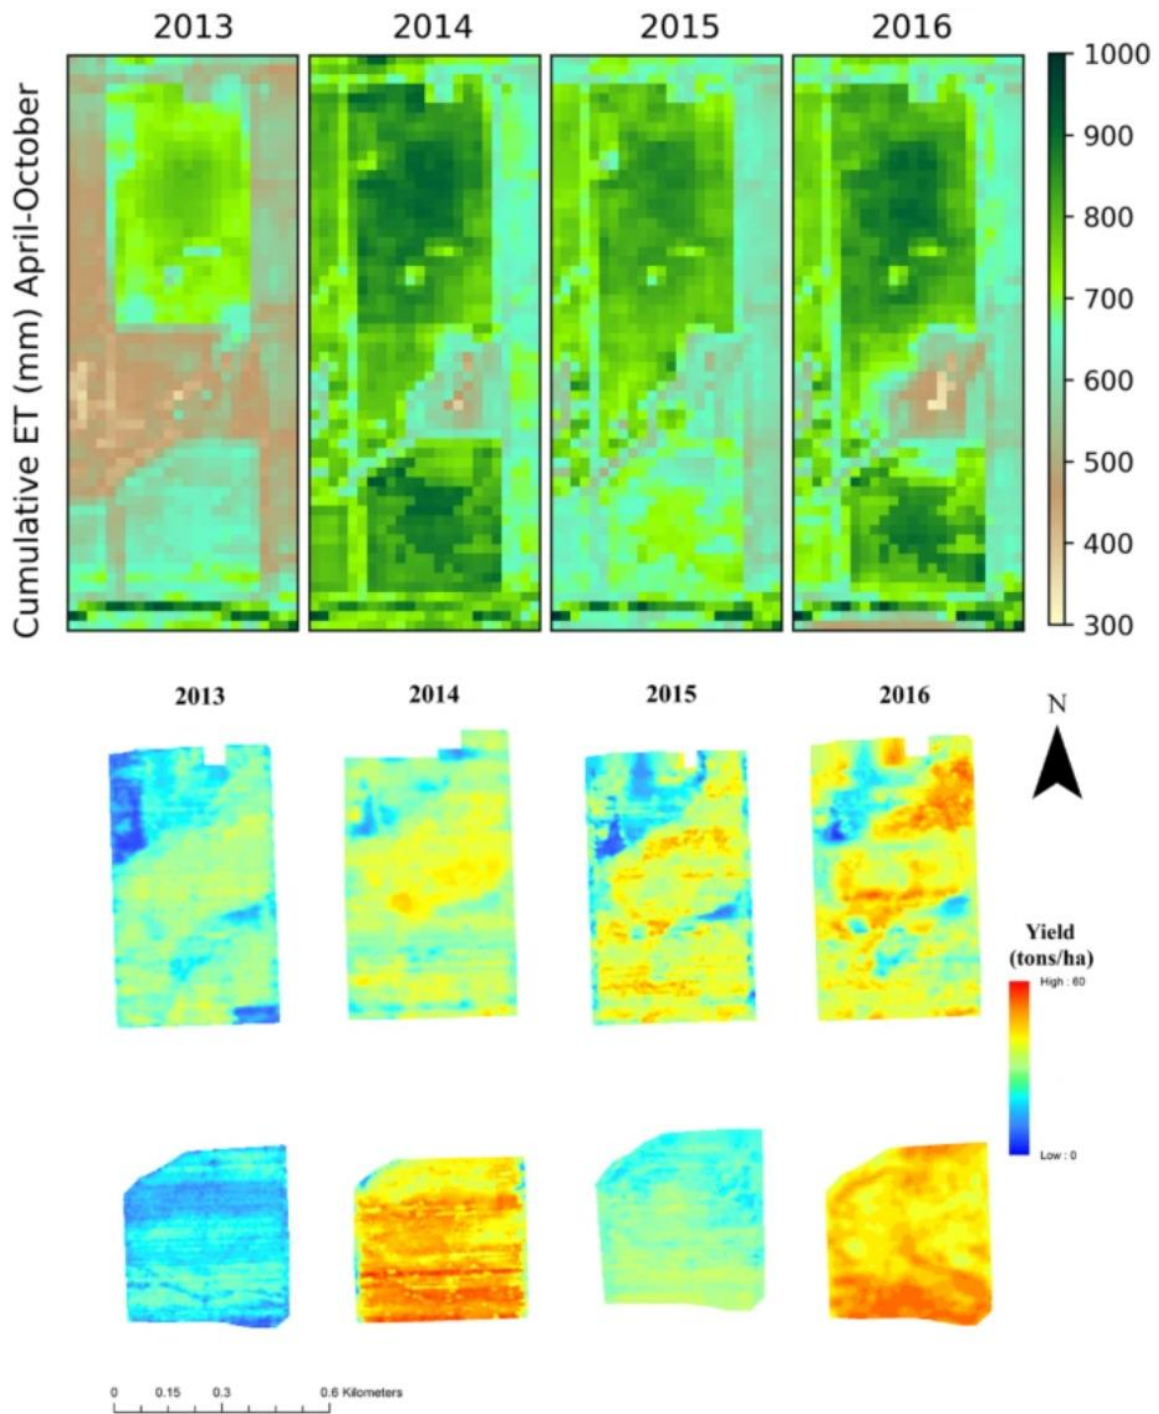 2013 2014 2015 2016
Cumulative ET (mm) April-October
1000
900
800
700
600
500
400
300
2013 2014 2015 2016
N
Yield
(tons/ha)
High : 60
Low : 0
0 0.15 0.3 0.6 Kilometers